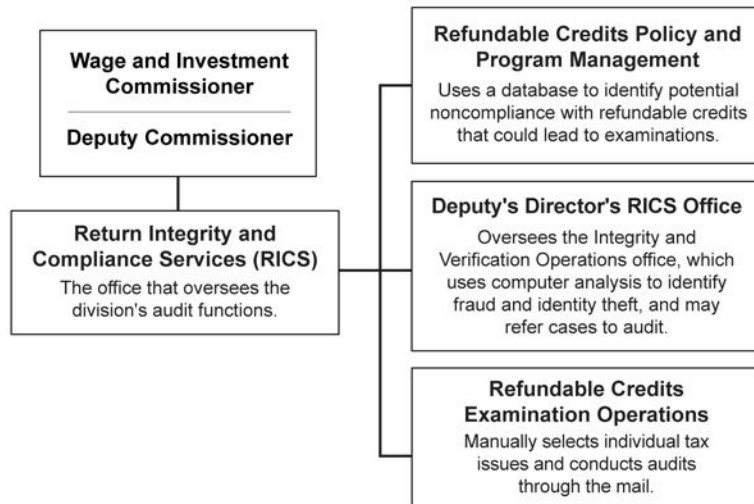 Wage and Investment
Commissioner
Deputy Commissioner
Return Integrity and
Compliance Services (RICS)
The office that oversees the
division's audit functions.
Refundable Credits Policy and
Program Management
Uses a database to identify potential
noncompliance with refundable credits
that could lead to examinations.
Deputy's Director's RICS Office
Oversees the Integrity and
Verification Operations office, which
uses computer analysis to identify
fraud and identity theft, and may
refer cases to audit.
Refundable Credits
Examination Operations
Manually selects individual tax
issues and conducts audits
through the mail.